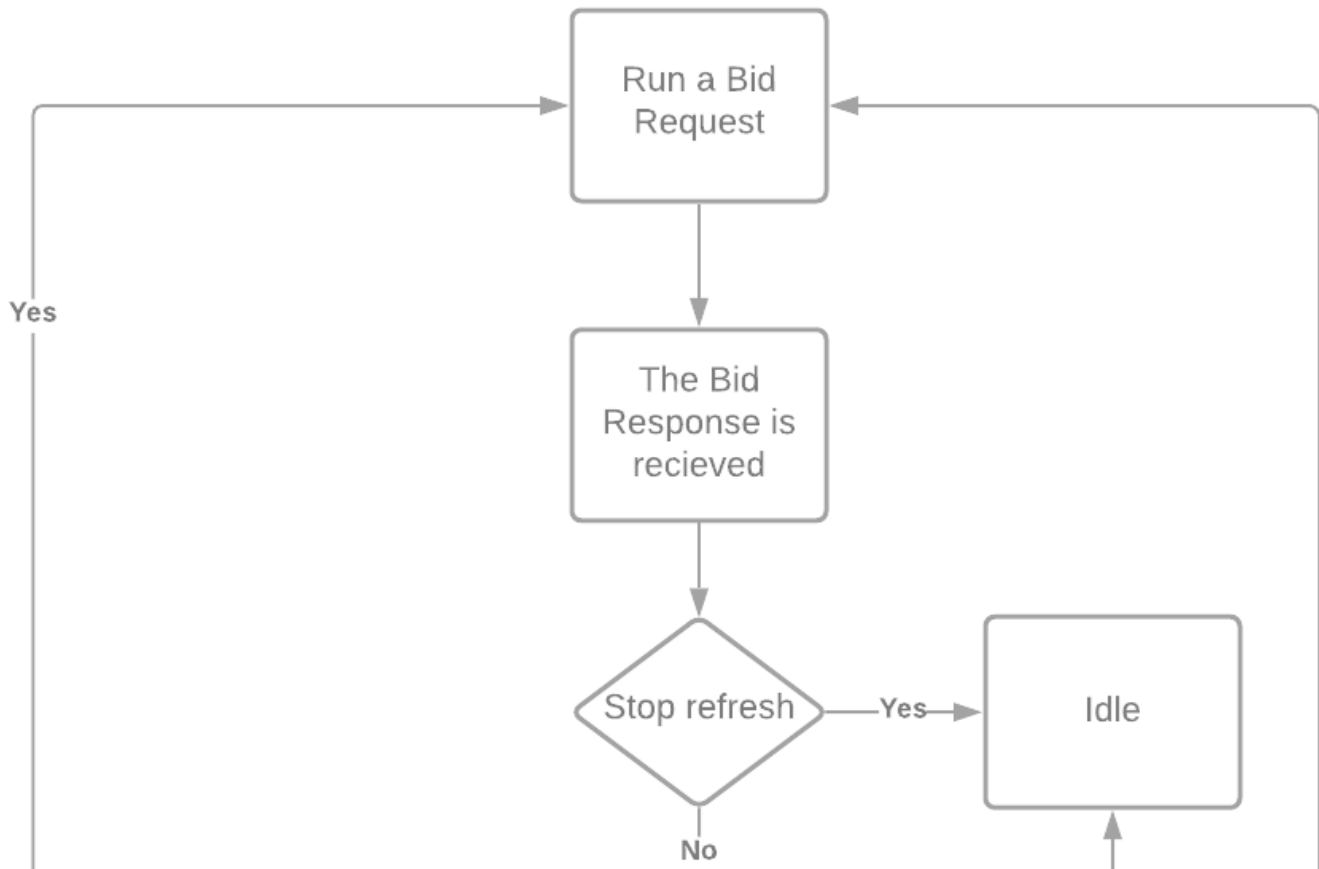 Run a Bid
Request
Yes
The Bid
Response is
recieved
Stop refresh
Yes
Idle
No